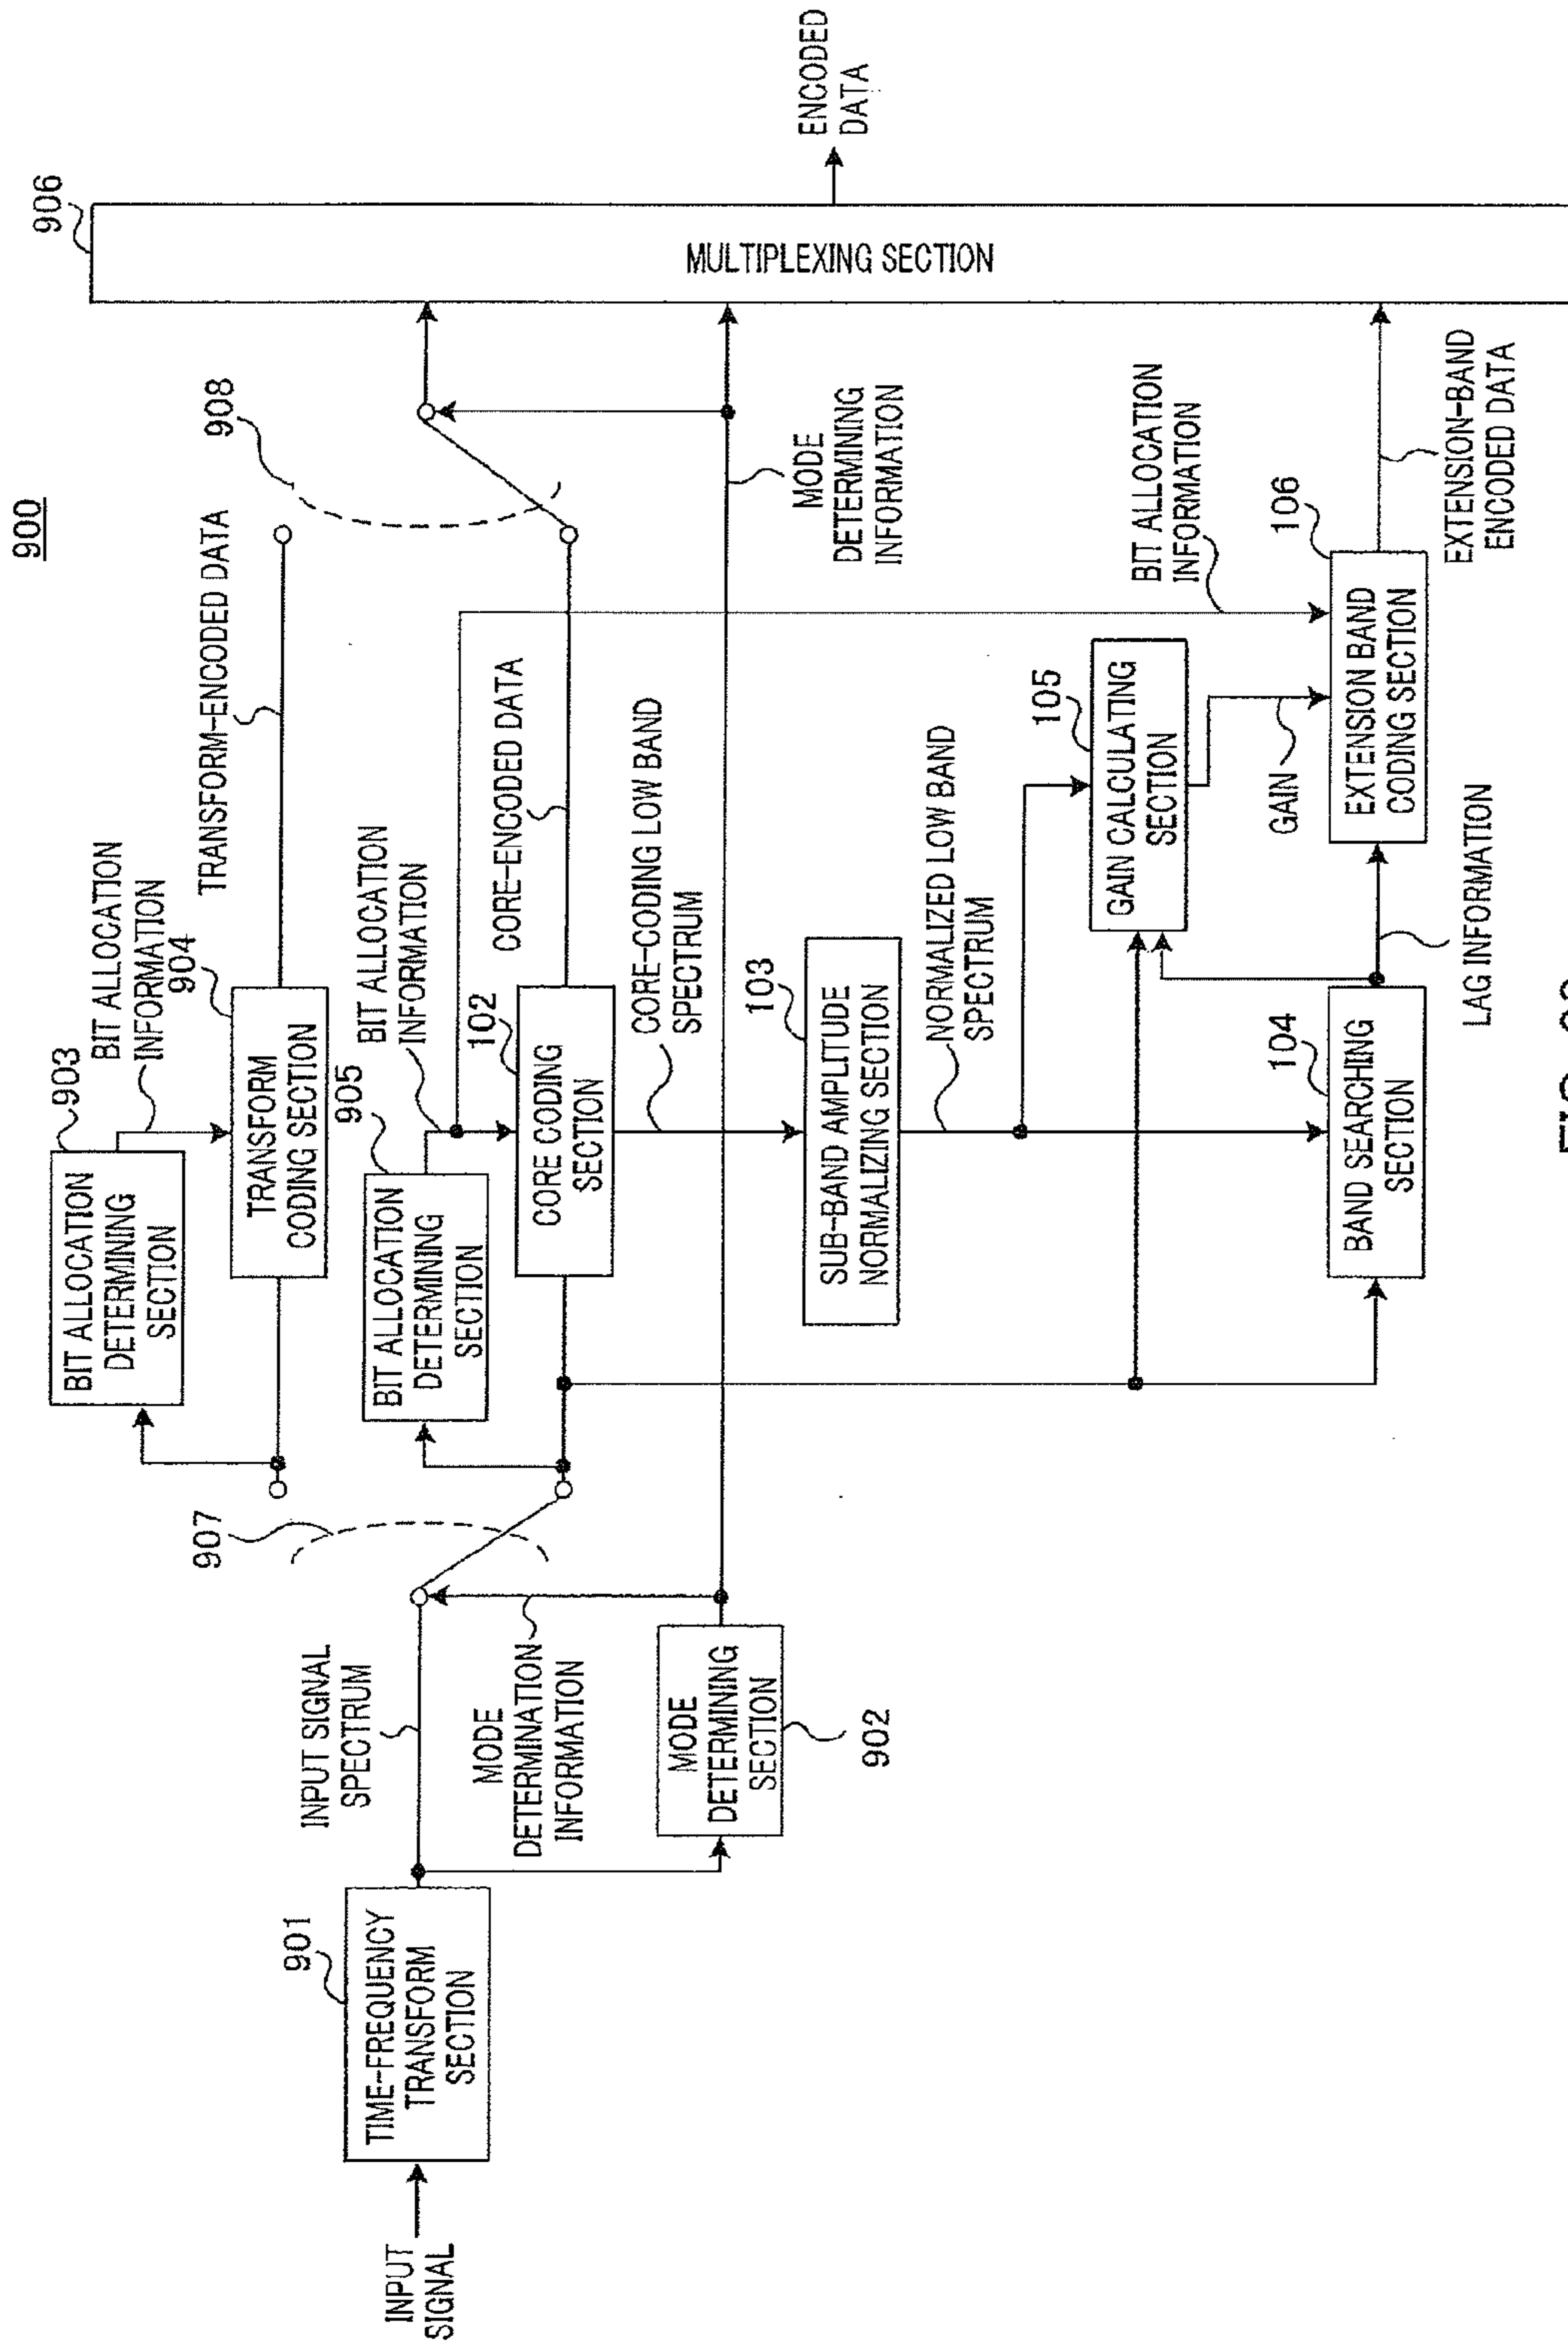 900
906
908
TRANSFORM-ENCODED DATA
BIT ALLOCATION
INFORMATION
903
904
BIT ALLOCATION
DETERMINING
SECTION
TRANSFORM
CODING SECTION
907
901
INPUT
SIGNAL
TIME-FREQUENCY
TRANSFORM
SECTION
INPUT SIGNAL
SPECTRUM
MODE
DETERMINATION
INFORMATION
MODE
DETERMINING
SECTION
902
905
BIT ALLOCATION
DETERMINING
SECTION
BIT ALLOCATION
INFORMATION
102
CORE CODING
SECTION
CORE-ENCODED DATA
CORE-CODING LOW BAND
SPECTRUM
MODE
DETERMINING
INFORMATION
MULTIPLEXING SECTION
ENCODED
DATA
103
SUB-BAND AMPLITUDE
NORMALIZING SECTION
NORMALIZED LOW BAND
SPECTRUM
105
GAIN CALCULATING
SECTION
GAIN
BIT ALLOCATION
INFORMATION
104
BAND SEARCHING
SECTION
LAG INFORMATION
106
EXTENSION BAND
CODING SECTION
EXTENSION-BAND
ENCODED DATA